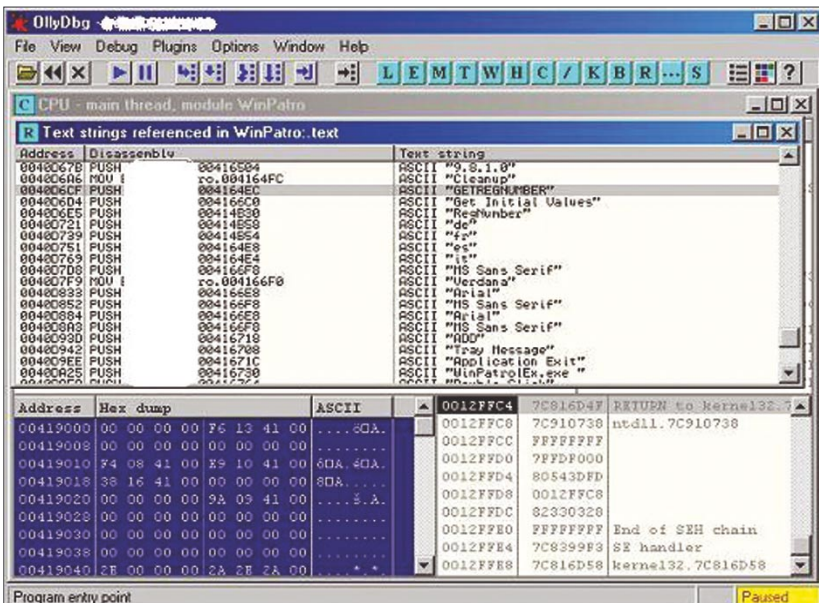 OllyDbg -
File View Debug Plugins Options Window Help
L E M T W H C / K B R ... S ?
C CPU - main thread, module WinPatro
R Text strings referenced in WinPatro:.text
Address Disassembly Text string
0040D67B PUSH 00416504 ASCII "9.8.1.0"
0040D6A6 MOV E ro.004164FC ASCII "Cleanup"
0040D6CF PUSH 004164EC ASCII "GETREGNUMBER"
0040D6D4 PUSH 004166C0 ASCII "Get Initial Values"
0040D6E5 PUSH 00414B30 ASCII "RegNumber"
0040D721 PUSH 00414B58 ASCII "de"
0040D739 PUSH 00414B54 ASCII "fr"
0040D751 PUSH 004164E8 ASCII "es"
0040D769 PUSH 004164E4 ASCII "it"
0040D7D8 PUSH 004166F8 ASCII "MS Sans Serif"
0040D7F9 MOV E ro.004166F0 ASCII "Verdana"
0040D833 PUSH 004166E8 ASCII "Arial"
0040D852 PUSH 004166F8 ASCII "MS Sans Serif"
0040D884 PUSH 004166E8 ASCII "Arial"
0040D8A3 PUSH 004166F8 ASCII "MS Sans Serif"
0040D93D PUSH 00416718 ASCII "ADD"
0040D942 PUSH 00416708 ASCII "Tray Message"
0040D9EE PUSH 0041671C ASCII "Application Exit"
0040DA25 PUSH 00416730 ASCII "WinPatrolEx.exe "
Address Hex dump ASCII
00419000 00 00 00 00 F6 13 41 00
00419008 00 00 00 00 00 00 00 00 ........
00419010 F4 08 41 00 E9 10 41 00
00419018 38 16 41 00 00 00 00 00
00419020 00 00 00 00 9A 09 41 00 ....š.A.
00419028 00 00 00 00 00 00 00 00 ........
00419030 00 00 00 00 00 00 00 00 ........
00419038 00 00 00 00 00 00 00 00 ........
00419040 2E 00 00 00 2A 2E 2A 00 ....*.*.
0012FFC4 7C816D4F RETURN to kernel32.7
0012FFC8 7C910738 ntdll.7C910738
0012FFCC FFFFFFFF
0012FFD0 7FFDF000
0012FFD4 80543DFD
0012FFD8 0012FFC8
0012FFDC 82330328
0012FFE0 FFFFFFFF End of SEH chain
0012FFE4 7C8399F3 SE handler
0012FFE8 7C816D58 kernel32.7C816D58
Program entry point Paused